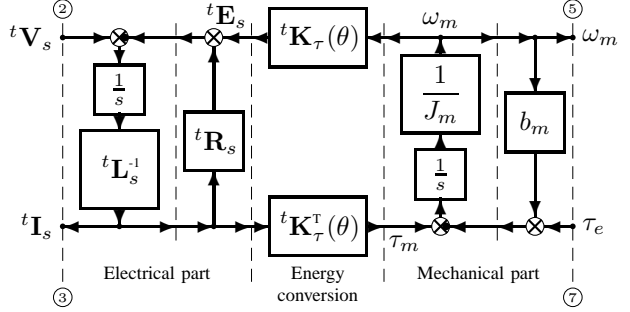 ② ᵗE_s ω_m ⑤
ᵗV_s ᵗK_τ(θ) ω_m
1/s 1/J_m
ᵗL_s⁻¹ ᵗR_s b_m
1/s
ᵗI_s ᵗK_τᵀ(θ) τ_m τ_e
Electrical part Energy Mechanical part
conversion
③ ⑦